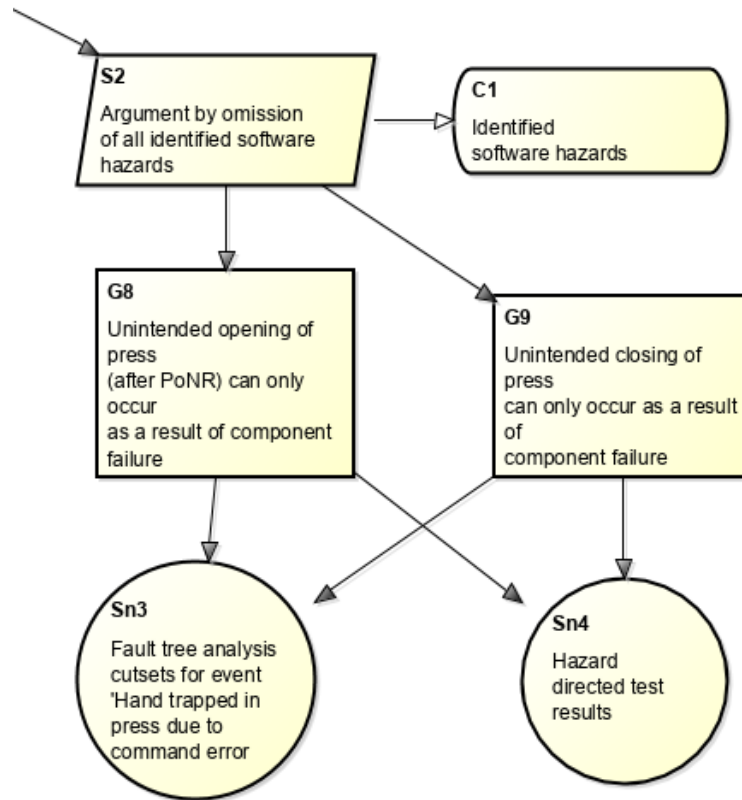 S2
Argument by omission
of all identified software
hazards
C1
Identified
software hazards
G8
Unintended opening of
press
(after PoNR) can only
occur
as a result of component
failure
G9
Unintended closing of
press
can only occur as a result
of
component failure
Sn3
Fault tree analysis
cutsets for event
'Hand trapped in
press due to
command error
Sn4
Hazard
directed test
results